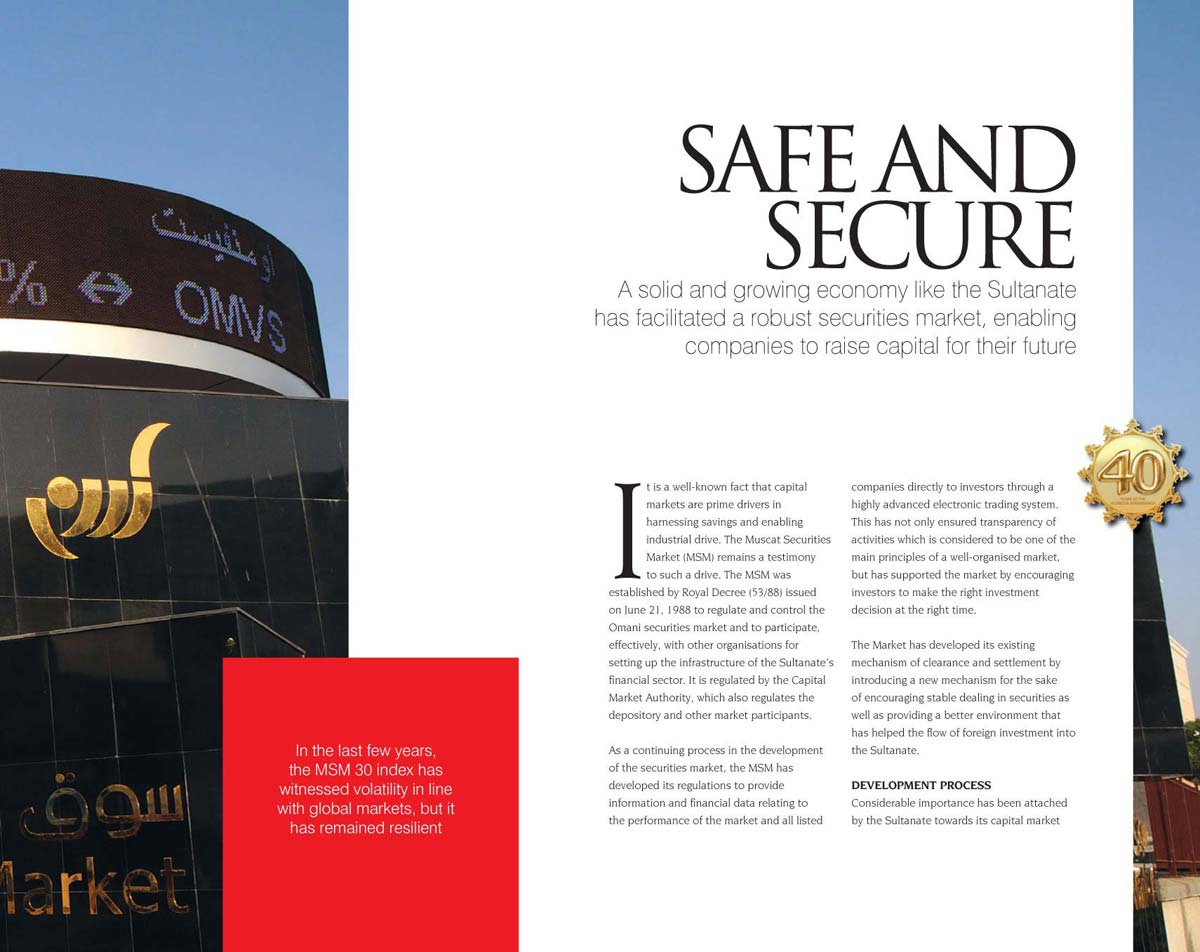 أومنفيست
% ↔ OMVS
سوق
Market
In the last few years,
the MSM 30 index has
witnessed volatility in line
with global markets, but it
has remained resilient
SAFE AND
SECURE
A solid and growing economy like the Sultanate
has facilitated a robust securities market, enabling
companies to raise capital for their future
It is a well-known fact that capital
markets are prime drivers in
harnessing savings and enabling
industrial drive. The Muscat Securities
Market (MSM) remains a testimony
to such a drive. The MSM was
established by Royal Decree (53/88) issued
on June 21, 1988 to regulate and control the
Omani securities market and to participate,
effectively, with other organisations for
setting up the infrastructure of the Sultanate's
financial sector. It is regulated by the Capital
Market Authority, which also regulates the
depository and other market participants.
As a continuing process in the development
of the securities market, the MSM has
developed its regulations to provide
information and financial data relating to
the performance of the market and all listed
companies directly to investors through a
highly advanced electronic trading system.
This has not only ensured transparency of
activities which is considered to be one of the
main principles of a well-organised market,
but has supported the market by encouraging
investors to make the right investment
decision at the right time.
The Market has developed its existing
mechanism of clearance and settlement by
introducing a new mechanism for the sake
of encouraging stable dealing in securities as
well as providing a better environment that
has helped the flow of foreign investment into
the Sultanate.
DEVELOPMENT PROCESS
Considerable importance has been attached
by the Sultanate towards its capital market
40